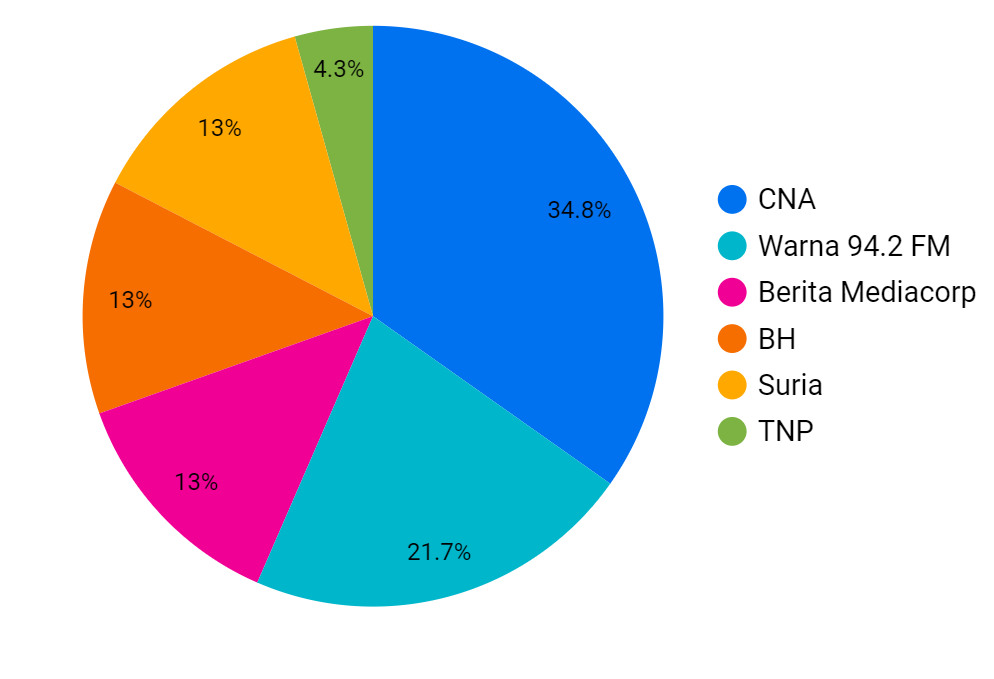 4.3%
13%
34.8%
13%
13%
21.7%
CNA
Warna 94.2 FM
Berita Mediacorp
BH
Suria
TNP